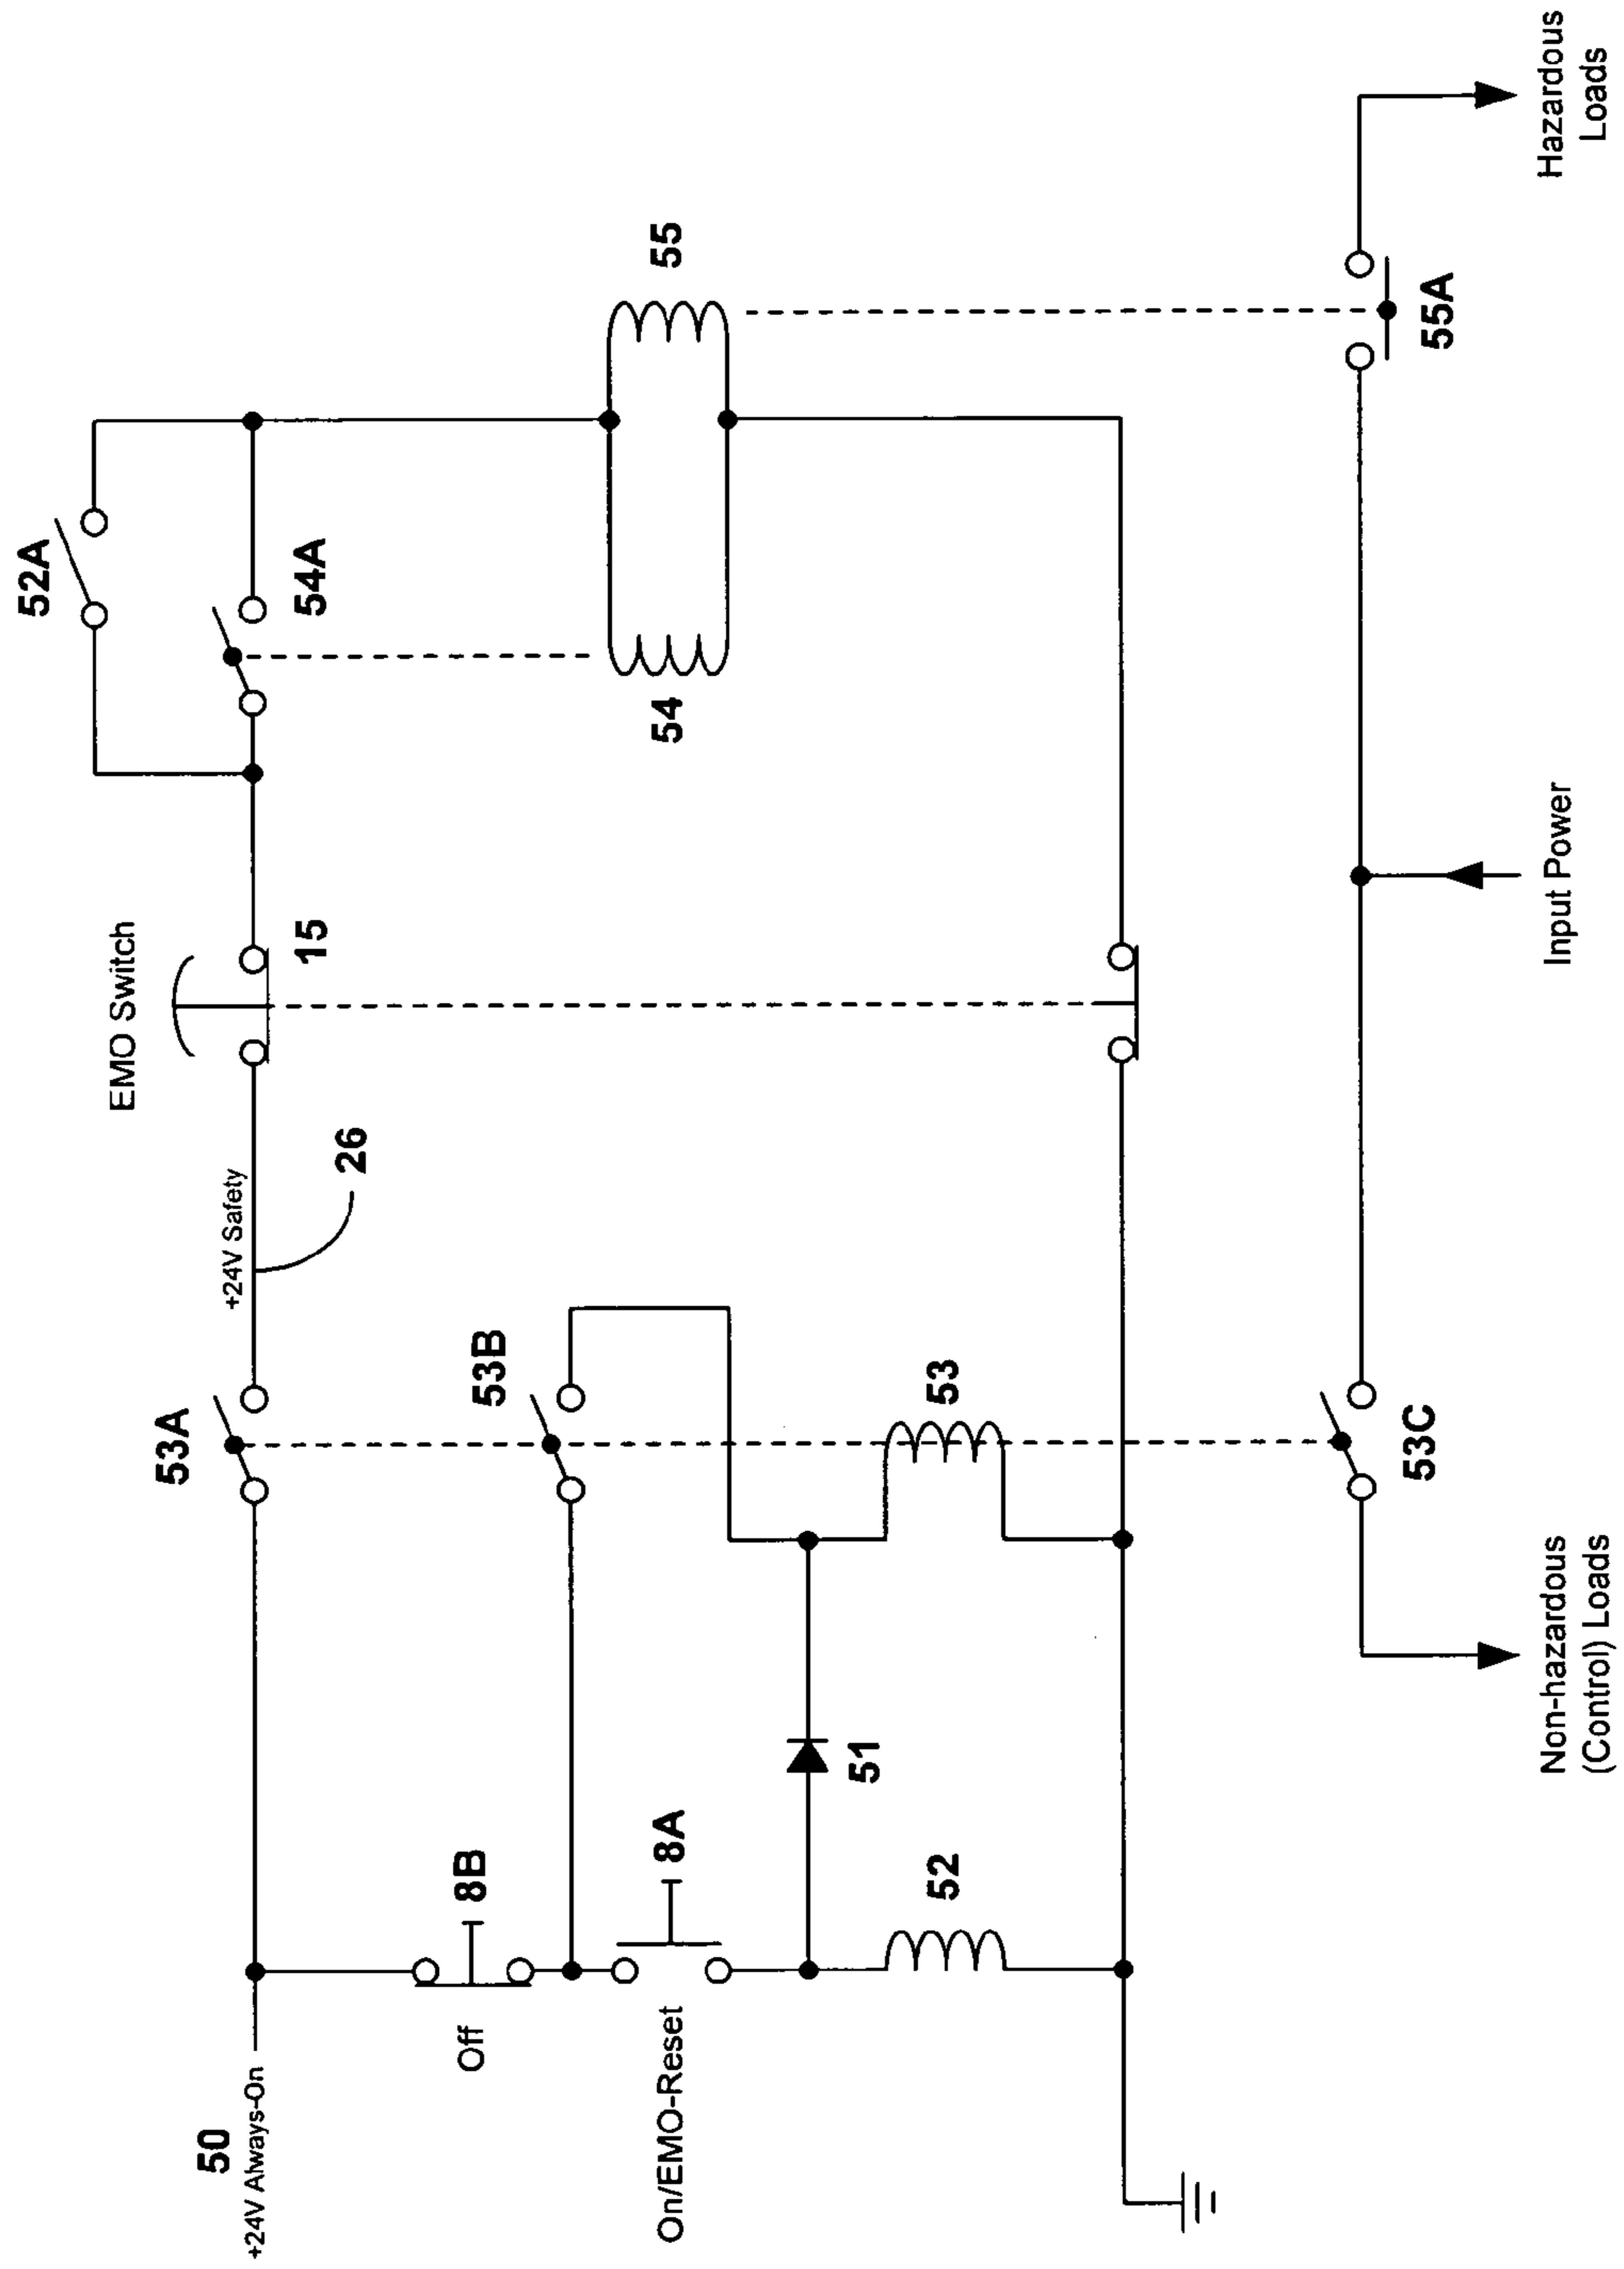 50
+24V Always-On
Off
8B
On/EMO-Reset
8A
51
52
53A
53B
53
53C
+24V Safety
26
EMO Switch
15
52A
54A
54
55
55A
Non-hazardous
(Control) Loads
Input Power
Hazardous
Loads